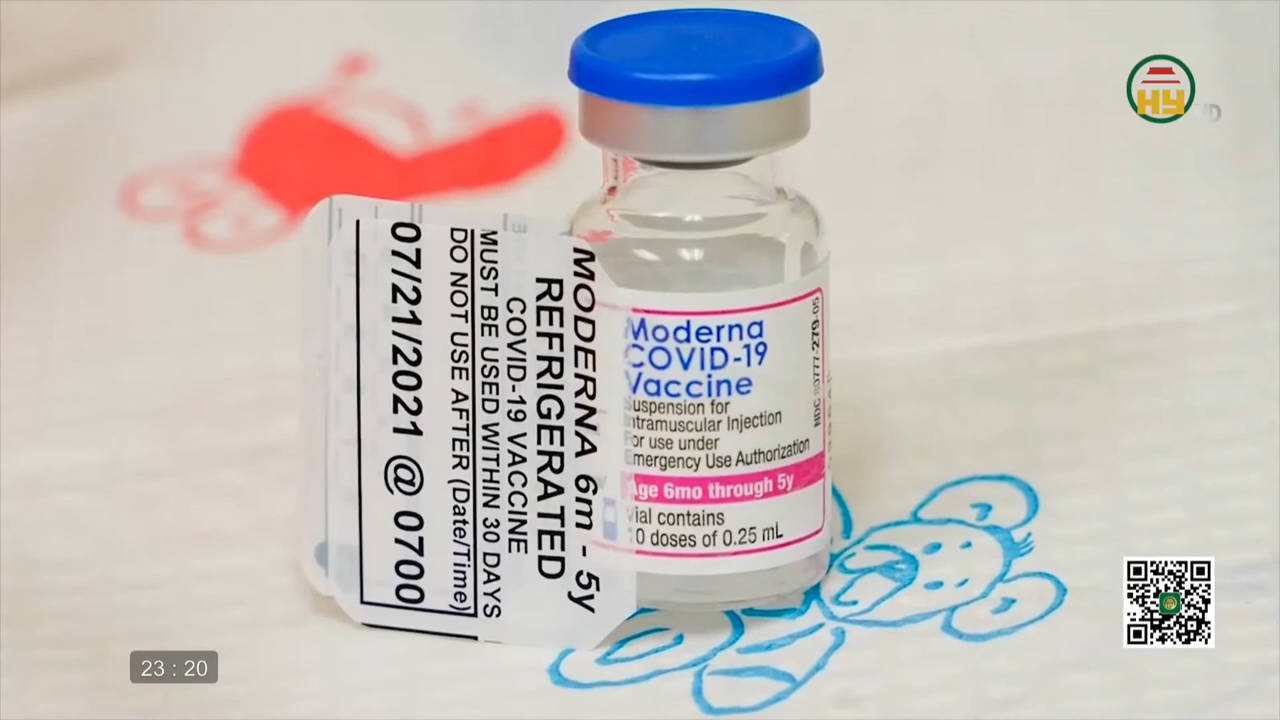 HY
D
MODERNA 6m - 5y
REFRIGERATED
COVID-19 VACCINE
MUST BE USED WITHIN 30 DAYS
DO NOT USE AFTER (Date/Time)
07/21/2021 @ 0700
Moderna
COVID-19
Vaccine
Suspension for
Intramuscular Injection
For use under
Emergency Use Authorization
Age 6mo through 5y
Vial contains
10 doses of 0.25 mL
23 : 20